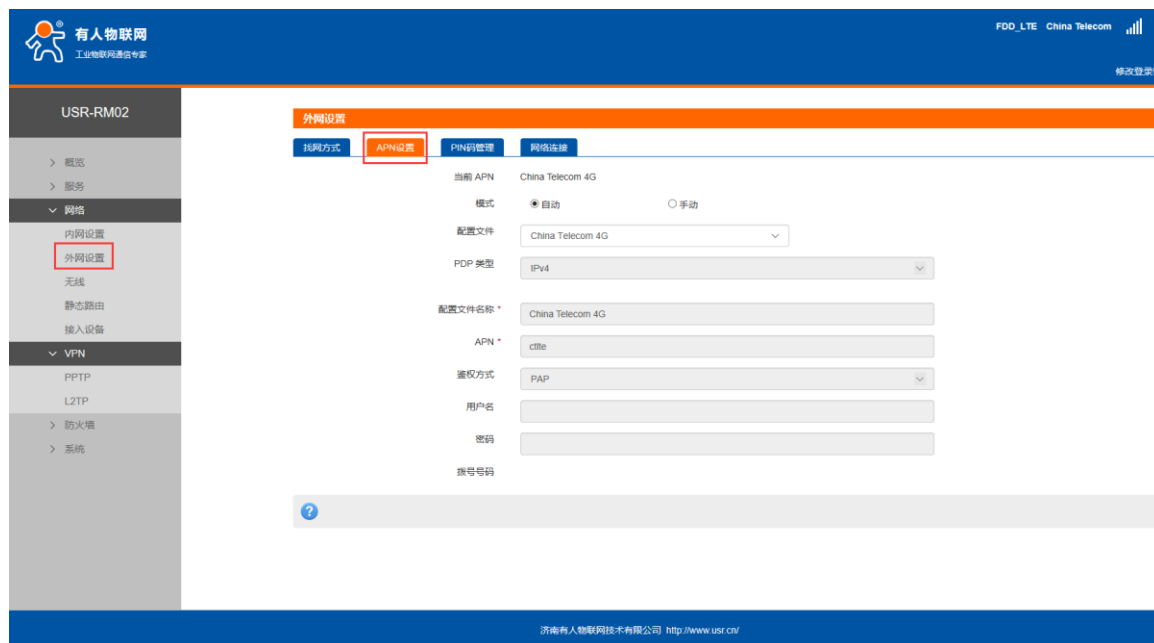 有人物联网
®
工业物联网通信专家
FDD_LTE China Telecom
修改登录
USR-RM02
> 概览
> 服务
网络
内网设置
外网设置
无线
静态路由
接入设备
VPN
PPTP
L2TP
> 防火墙
> 系统
外网设置
找网方式 APN设置 PIN码管理 网络连接
当前 APN China Telecom 4G
模式 自动 手动
配置文件 China Telecom 4G
PDP 类型 IPv4
配置文件名称 * China Telecom 4G
APN * ctlte
鉴权方式 PAP
用户名
密码
拨号号码
?
济南有人物联网技术有限公司 http://www.usr.cn/